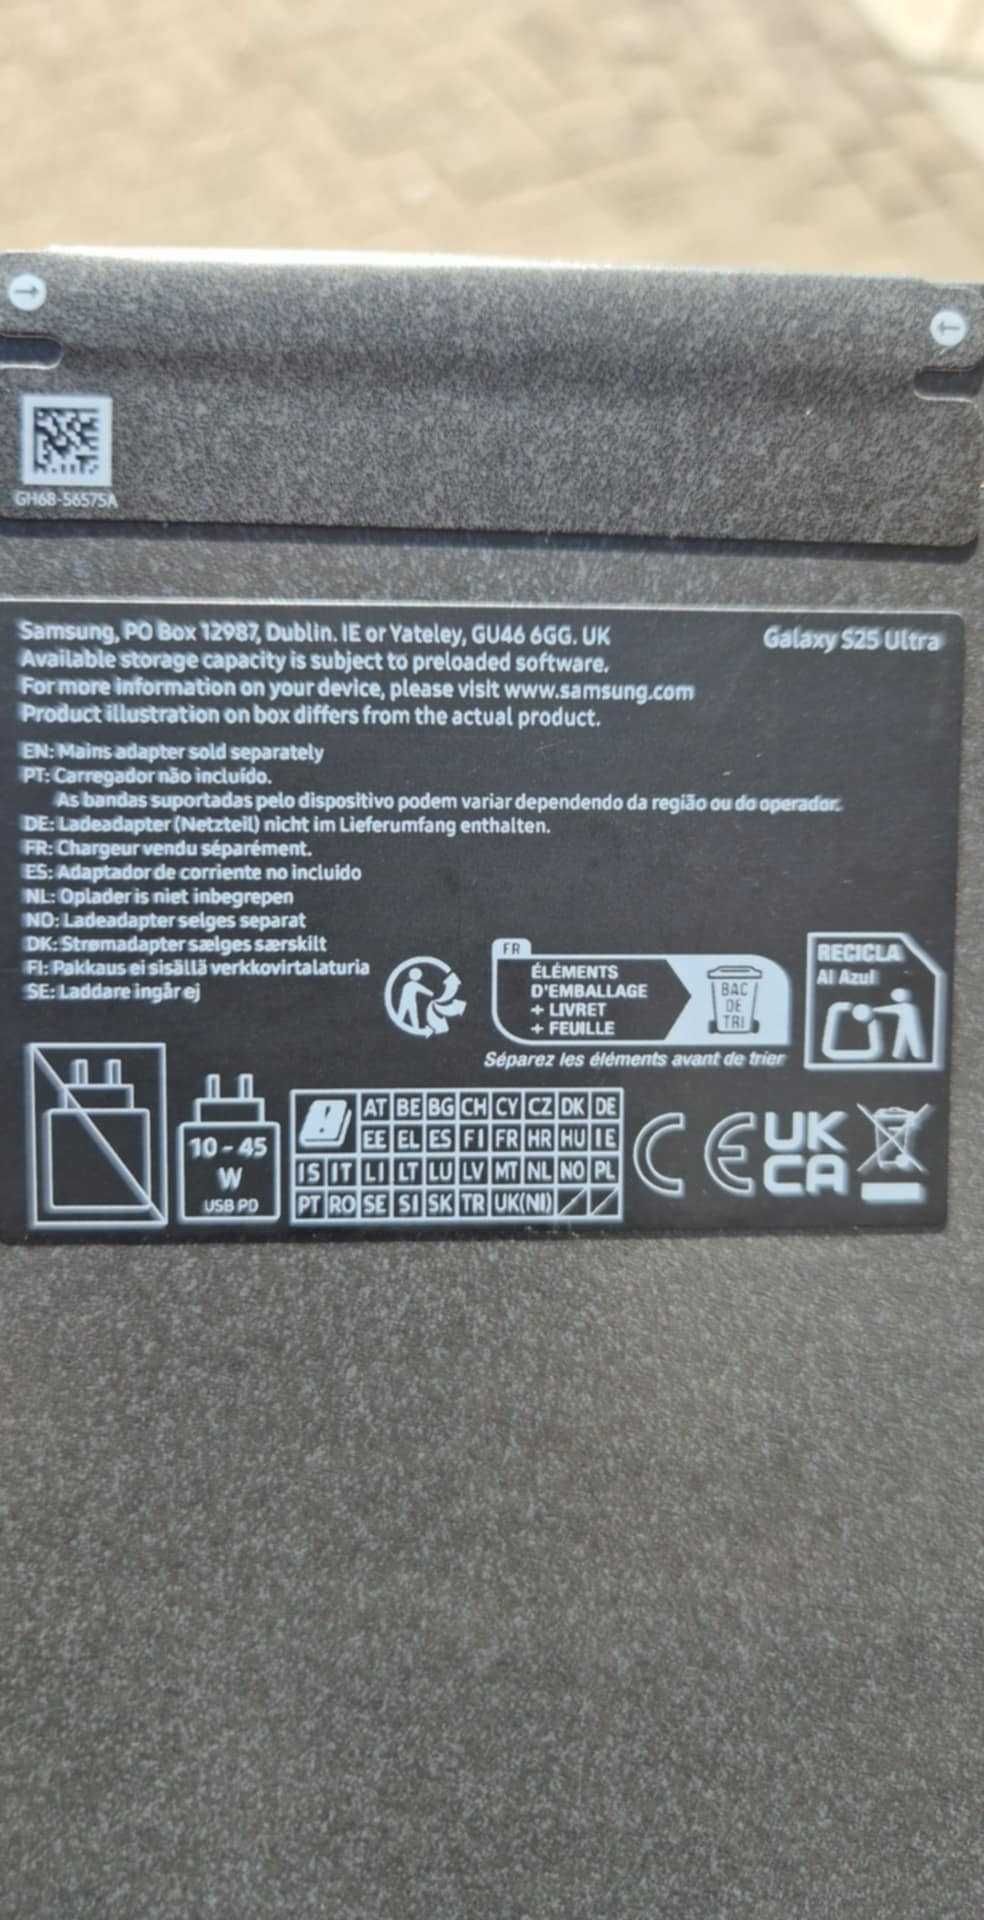 GH68-56575A
Samsung, PO Box 12987, Dublin. IE or Yateley, GU46 6GG. UK
Galaxy S25 Ultra
Available storage capacity is subject to preloaded software.
For more information on your device, please visit www.samsung.com
Product illustration on box differs from the actual product.
EN: Mains adapter sold separately
PT: Carregador não incluído.
As bandas suportadas pelo dispositivo podem variar dependendo da região ou do operador.
DE: Ladeadapter (Netzteil) nicht im Lieferumfang enthalten.
FR: Chargeur vendu séparément.
ES: Adaptador de corriente no incluido
NL: Oplader is niet inbegrepen
NO: Ladeadapter selges separat
DK: Strømadapter sælges særskilt
FI: Pakkaus ei sisällä verkkovirtalaturia
SE: Laddare ingår ej
FR
ÉLÉMENTS
D'EMBALLAGE
+ LIVRET
+ FEUILLE
BAC
DE
TRI
Séparez les éléments avant de trier
RECICLA
Al Azul
10 - 45
W
USB PD
AT BE BG CH CY CZ DK DE
EE EL ES FI FR HR HU IE
IS IT LI LT LU LV MT NL NO PL
PT RO SE SI SK TR UK(NI)
CE
UK
CA